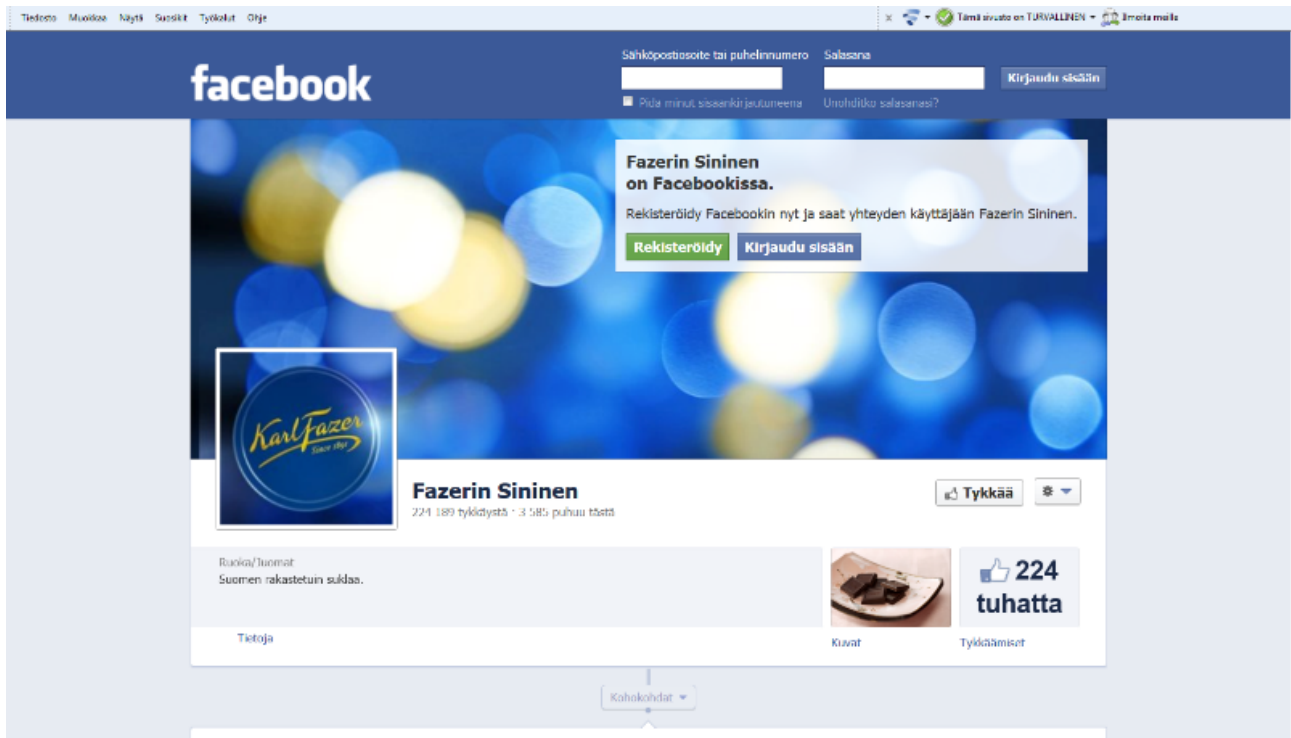 Tiedosto Muokkaa Näytä Suosikit Työkalut Ohje
x Tämä sivusto on TURVALLINEN Ilmoita meille
facebook
Sähköpostiosoite tai puhelinnumero Salasana
Kirjaudu sisään
Pidä minut sisäänkirjautuneena Unohditko salasanasi?
Fazerin Sininen
on Facebookissa.
Rekisteröidy Facebookin nyt ja saat yhteyden käyttäjään Fazerin Sininen.
Rekisteröidy Kirjaudu sisään
Karl Fazer
Since 1891
Fazerin Sininen
224 189 tykkäystä · 3 585 puhuu tästä
Tykkää
Ruoka/Juomat
Suomen rakastetuin suklaa.
224
tuhatta
Tietoja
Kuvat
Tykkäämiset
Kohokohdat